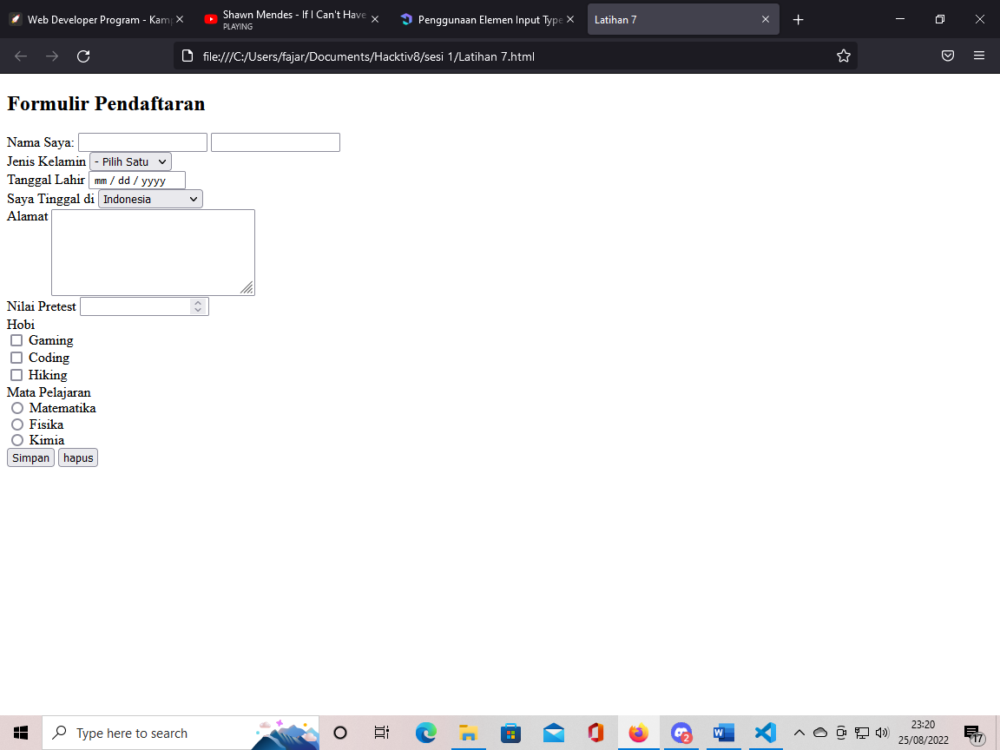 Web Developer Program - Kamp
Shawn Mendes - If I Can't Have
PLAYING
Penggunaan Elemen Input Type
Latihan 7
file:///C:/Users/fajar/Documents/Hacktiv8/sesi 1/Latihan 7.html
Formulir Pendaftaran
Nama Saya:
Jenis Kelamin - Pilih Satu
Tanggal Lahir mm / dd / yyyy
Saya Tinggal di Indonesia
Alamat
Nilai Pretest
Hobi
Gaming
Coding
Hiking
Mata Pelajaran
Matematika
Fisika
Kimia
Simpan hapus
Type here to search
2
23:20
25/08/2022
17